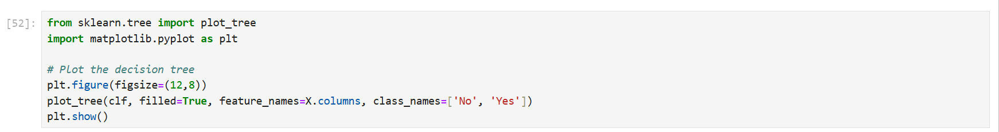 [52]:
from sklearn.tree import plot_tree
import matplotlib.pyplot as plt
# Plot the decision tree
plt.figure(figsize=(12,8))
plot_tree(clf, filled=True, feature_names=X.columns, class_names=['No', 'Yes'])
plt.show()